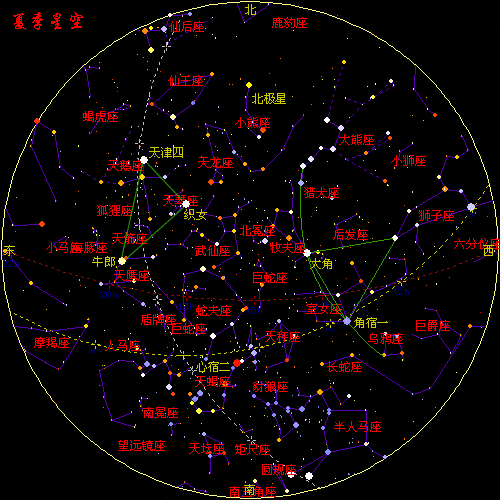 夏季星空
北
仙后座
鹿豹座
仙王座
北极星
蝎虎座
小熊座
大熊座
天津四
天鹅座
天龙座
小狮座
猎犬座
天琴座
狐狸座
织女
狮子座
北冕座
后发座
天箭座
东
小马座
海豚座
武仙座
牧夫座
六分仪座
西
牛郎
大角
天鹰座
巨蛇座
蛇夫座
室女座
盾牌座
巨蛇座
角宿一
巨爵座
天秤座
乌鸦座
摩羯座
人马座
心宿二
长蛇座
天蝎座
豺狼座
南冕座
半人马座
望远镜座
天坛座
矩尺座
圆规座
南